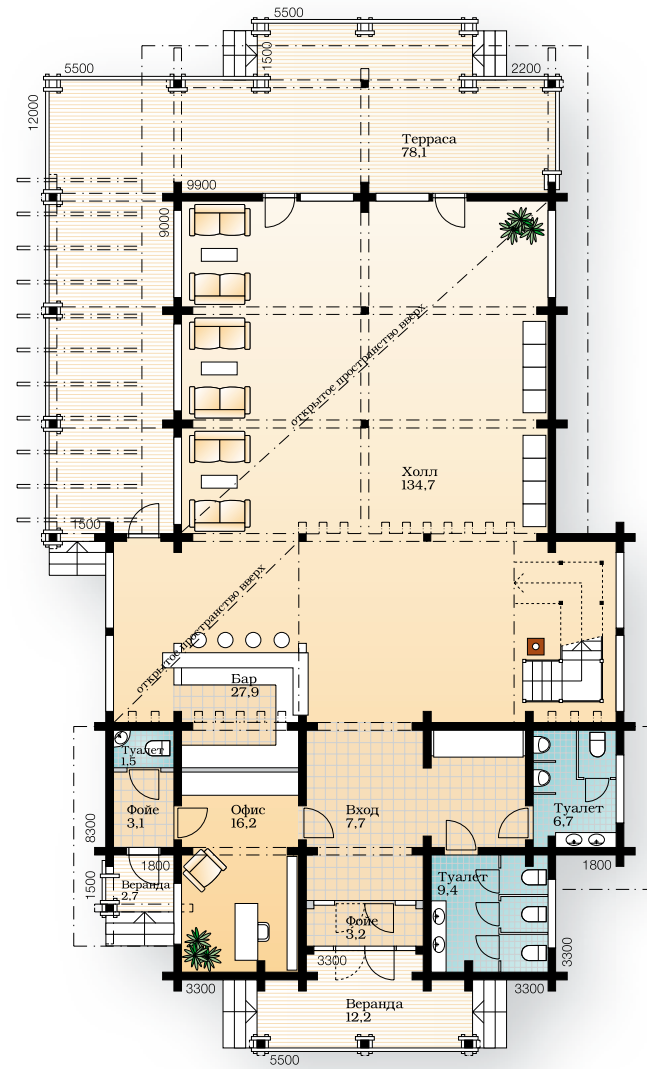 5500
1500
5500
2200
12000
Терраса
78,1
9900
9000
открытое пространство вверх
Холл
134,7
1500
открытое пространство вверх
Бар
27,9
Туалет
1,5
Фойе
3,1
Офис
16,2
Вход
7,7
Туалет
6,7
8300
1800
1800
Туалет
9,4
Веранда
2,7
1500
Фойе
3,2
3300
3300
3300
3300
Веранда
12,2
5500